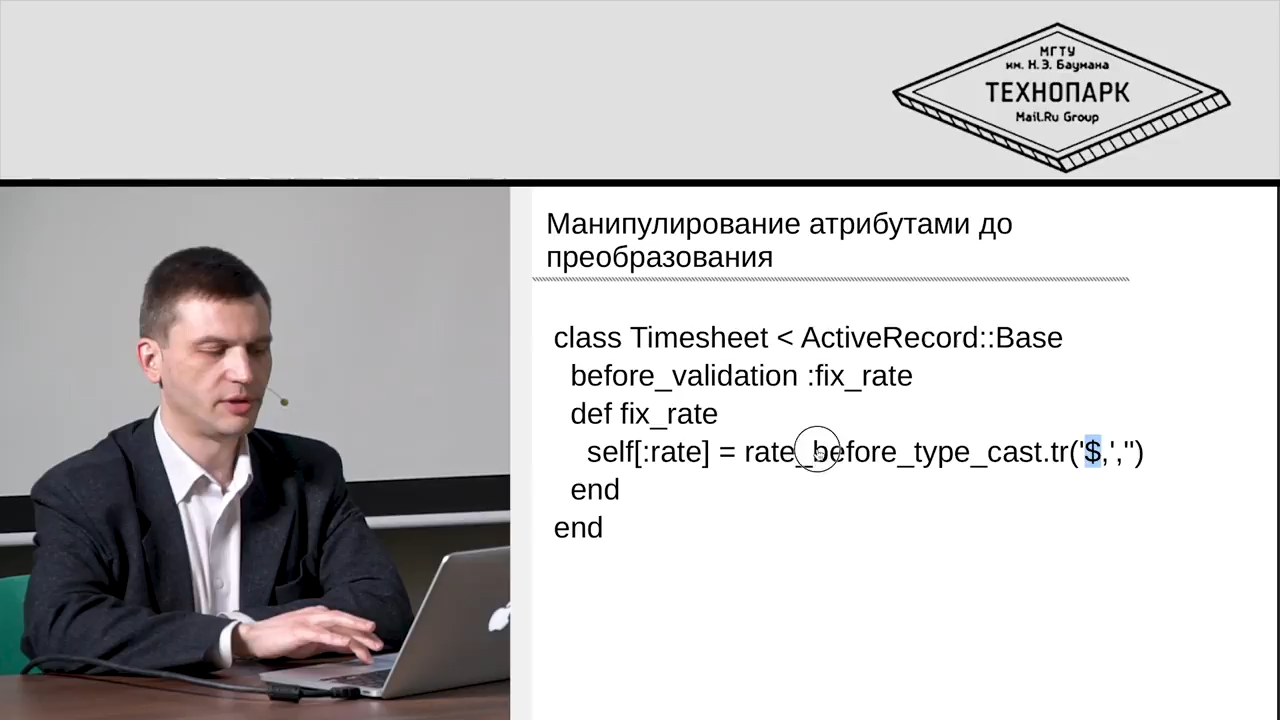 МГТУ
им. Н.Э. Баумана
ТЕХНОПАРК
Mail.Ru Group
Манипулирование атрибутами до
преобразования
class Timesheet < ActiveRecord::Base
before_validation :fix_rate
def fix_rate
self[:rate] = rate_before_type_cast.tr('$,','')
end
end